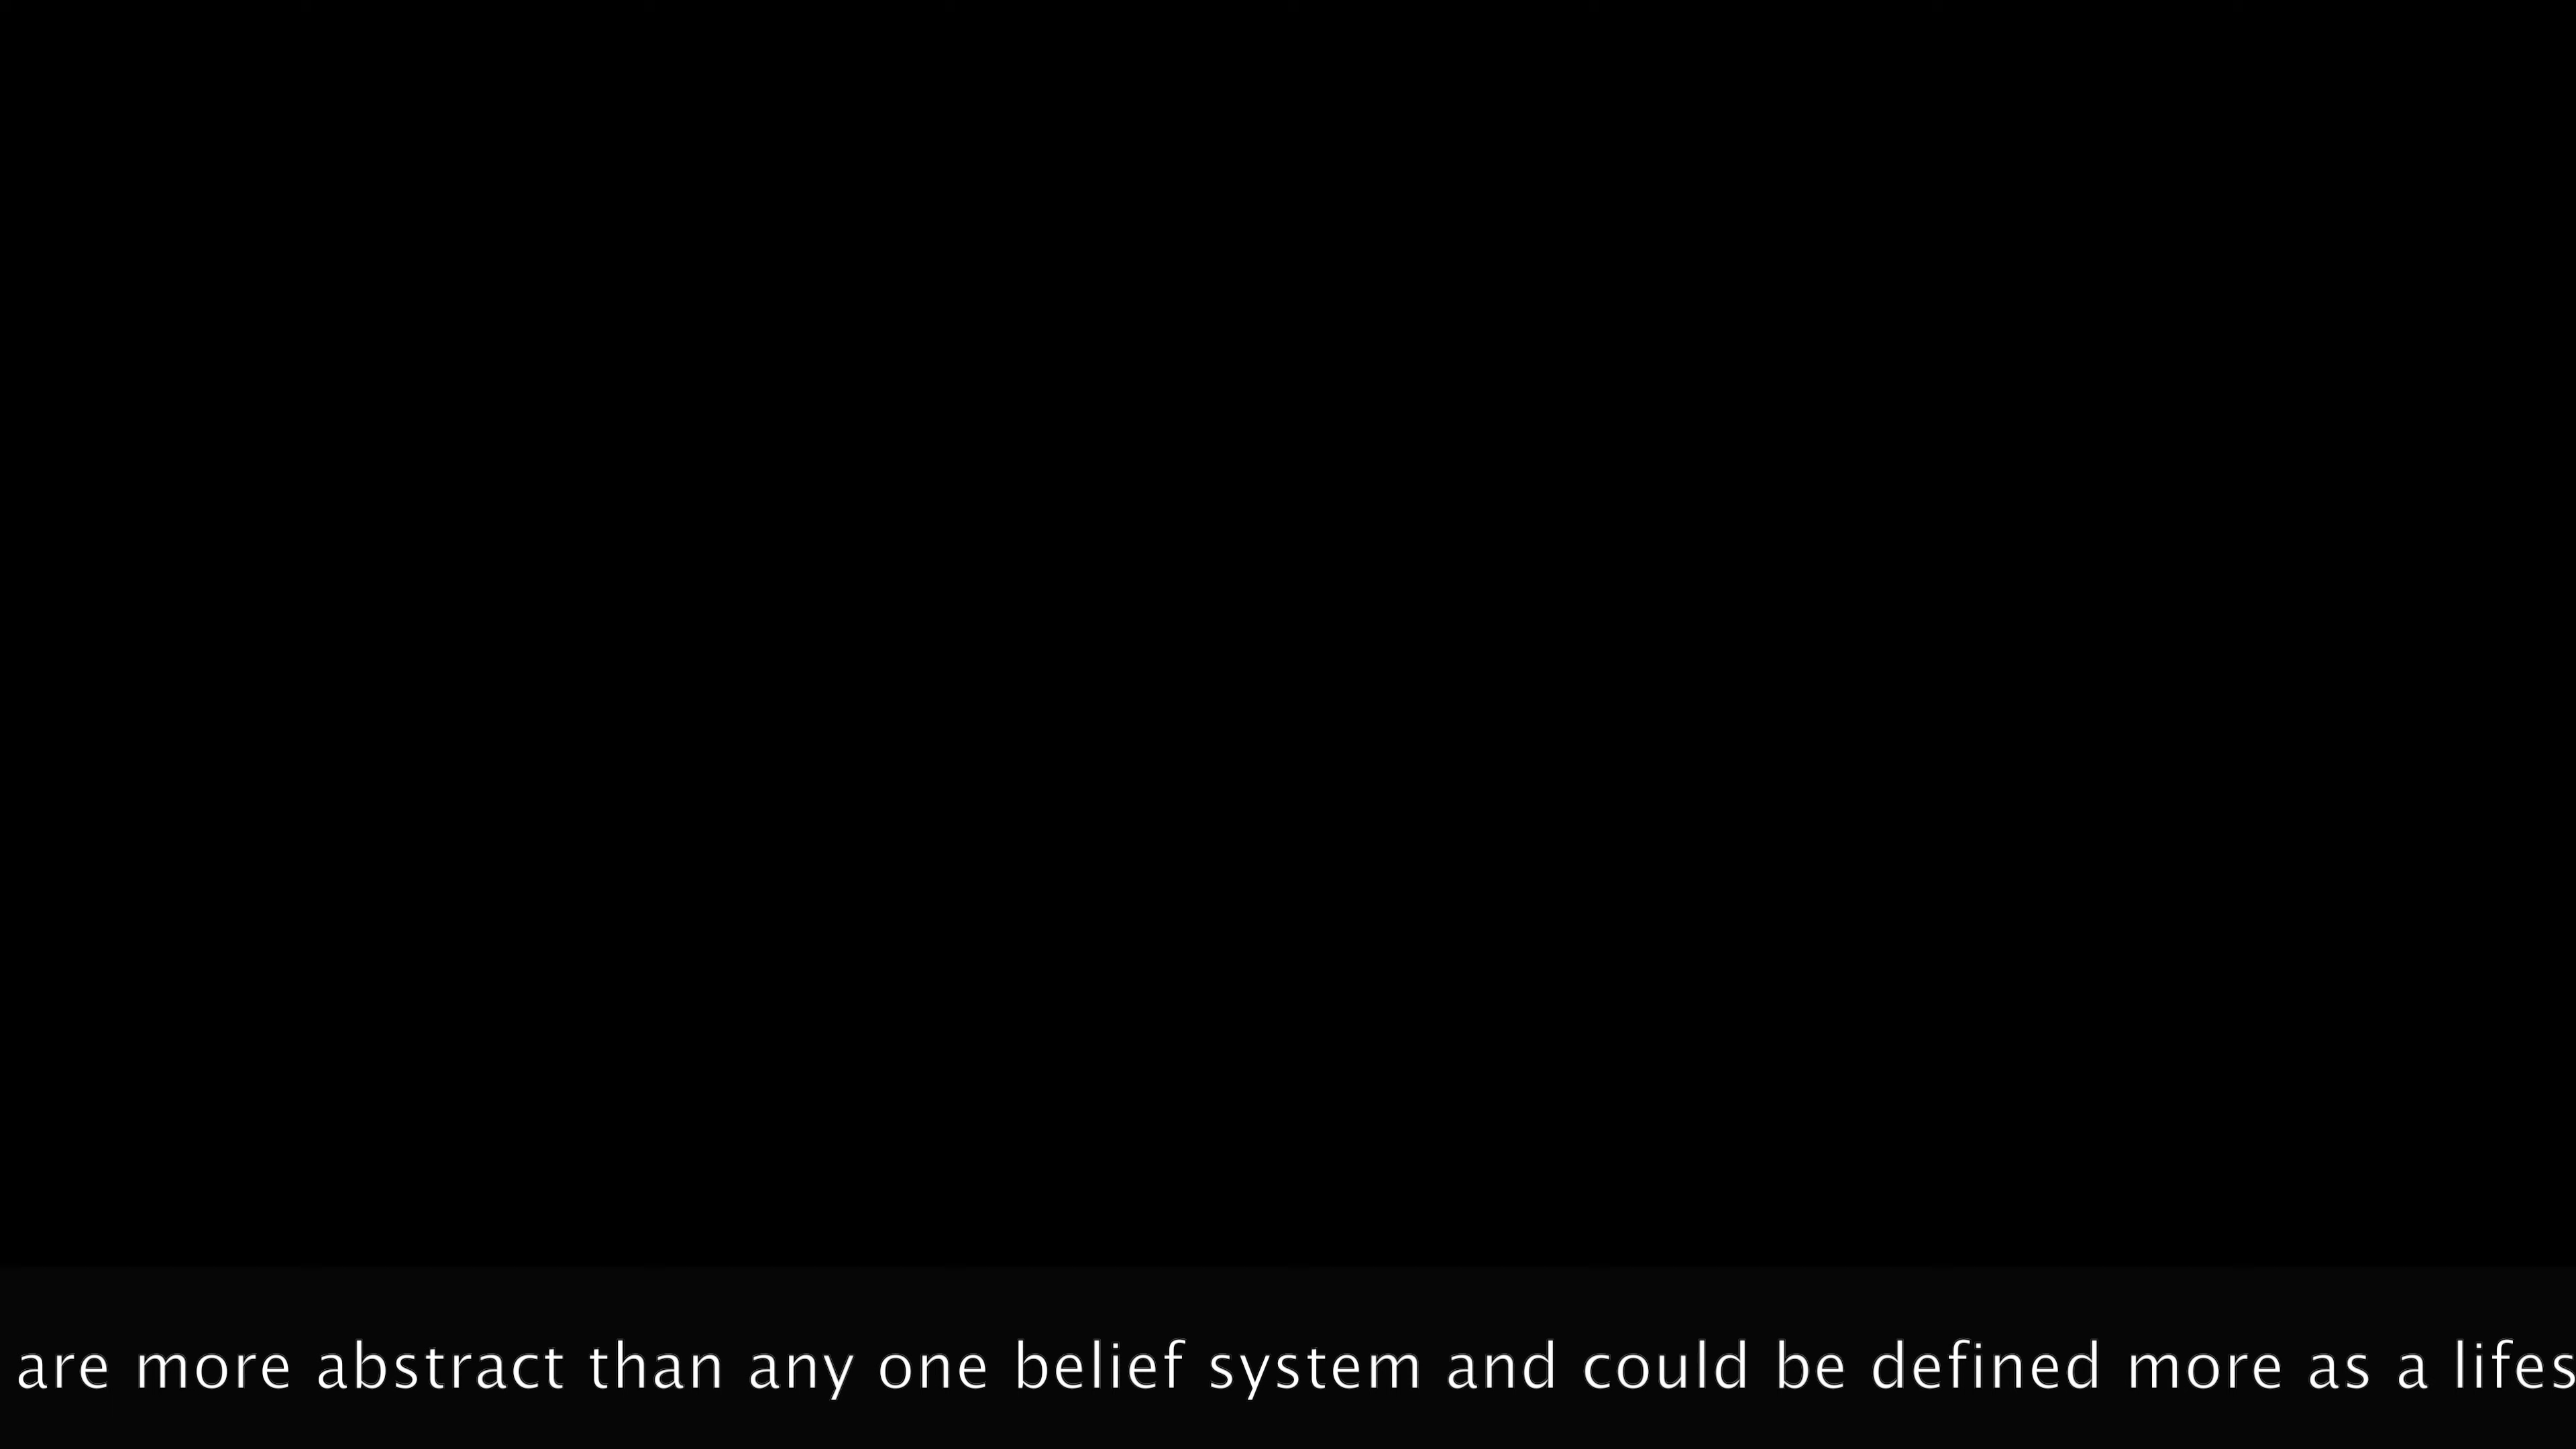 are more abstract than any one belief system and could be defined more as a lifes